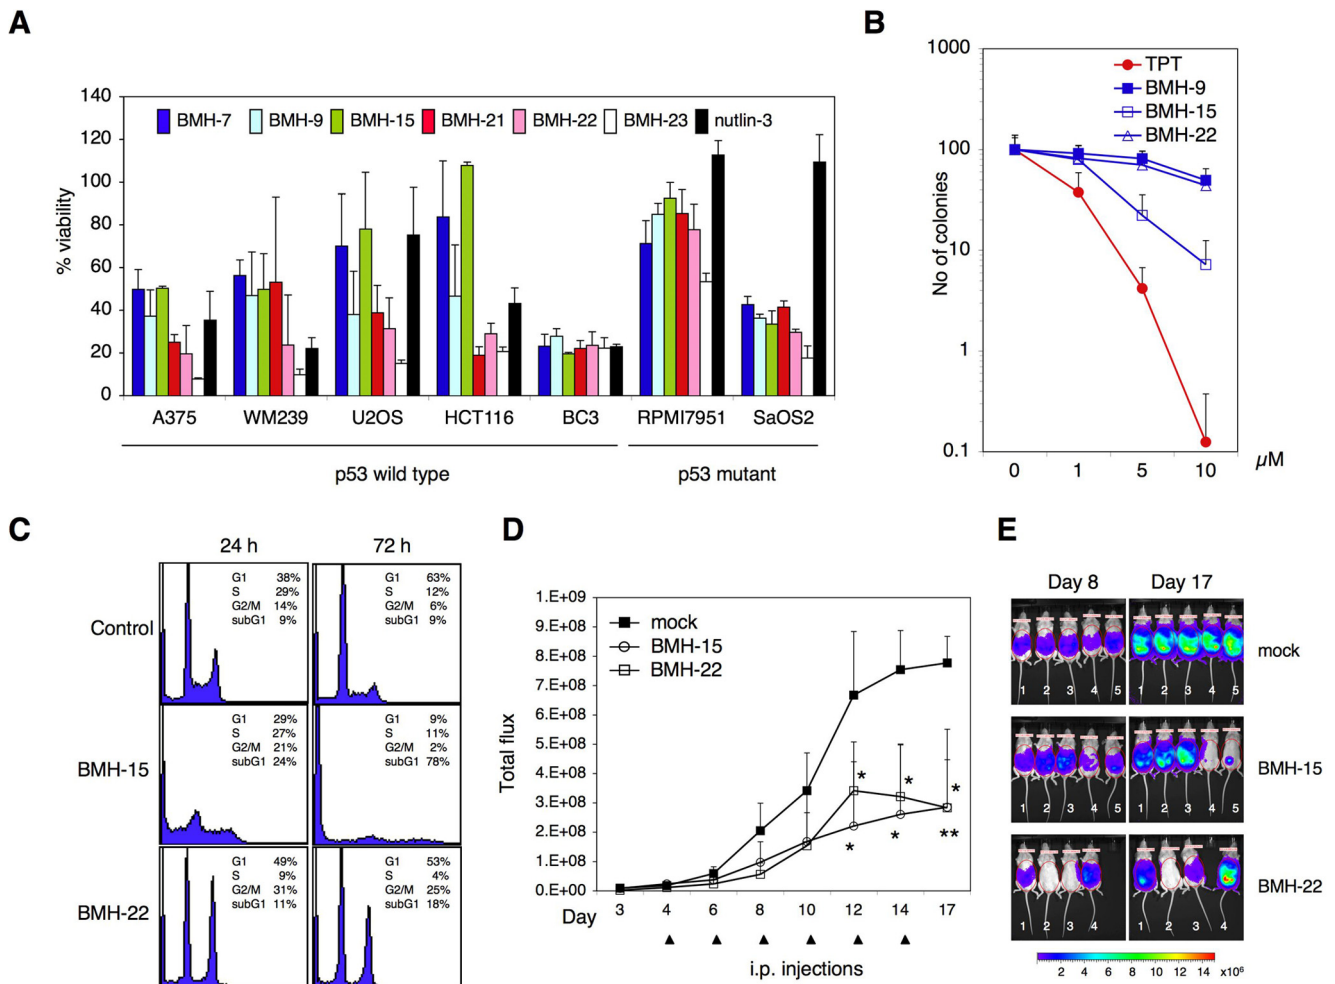 A
140
120
100
80
60
40
20
0
% viability
BMH-7 BMH-9 BMH-15 BMH-21 BMH-22 BMH-23 nutlin-3
A375 WM239 U2OS HCT116 BC3 RPMI7951 SaOS2
p53 wild type p53 mutant
B
1000
100
10
1
0.1
No of colonies
TPT
BMH-9
BMH-15
BMH-22
0 1 5 10 µM
C
24 h 72 h
Control
G1 38%
S 29%
G2/M 14%
subG1 9%
G1 63%
S 12%
G2/M 6%
subG1 9%
BMH-15
G1 29%
S 27%
G2/M 21%
subG1 24%
G1 9%
S 11%
G2/M 2%
subG1 78%
BMH-22
G1 49%
S 9%
G2/M 31%
subG1 11%
G1 53%
S 4%
G2/M 25%
subG1 18%
D
1.E+09
9.E+08
8.E+08
7.E+08
6.E+08
5.E+08
4.E+08
3.E+08
2.E+08
1.E+08
0.E+00
Total flux
mock
BMH-15
BMH-22
* * *
* * **
Day 3 4 6 8 10 12 14 17
i.p. injections
E
Day 8 Day 17
1 2 3 4 5 1 2 3 4 5
mock
1 2 3 4 5 1 2 3 4 5
BMH-15
1 2 3 4 1 2 3 4
BMH-22
2 4 6 8 10 12 14 x10⁶